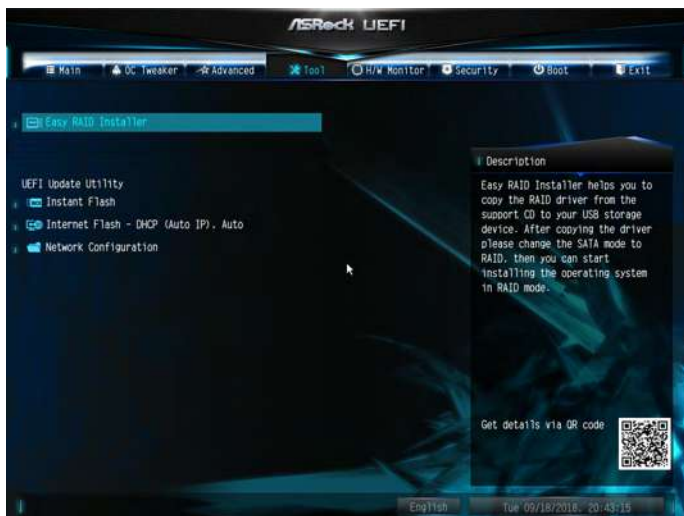 ASRock UEFI
Main OC Tweaker Advanced Tool H/W Monitor Security Boot Exit
Easy RAID Installer
UEFI Update Utility
Instant Flash
Internet Flash - DHCP (Auto IP), Auto
Network Configuration
Description
Easy RAID Installer helps you to
copy the RAID driver from the
support CD to your USB storage
device. After copying the driver
please change the SATA mode to
RAID, then you can start
installing the operating system
in RAID mode.
Get details via QR code
English
Tue 09/18/2018, 20:43:15